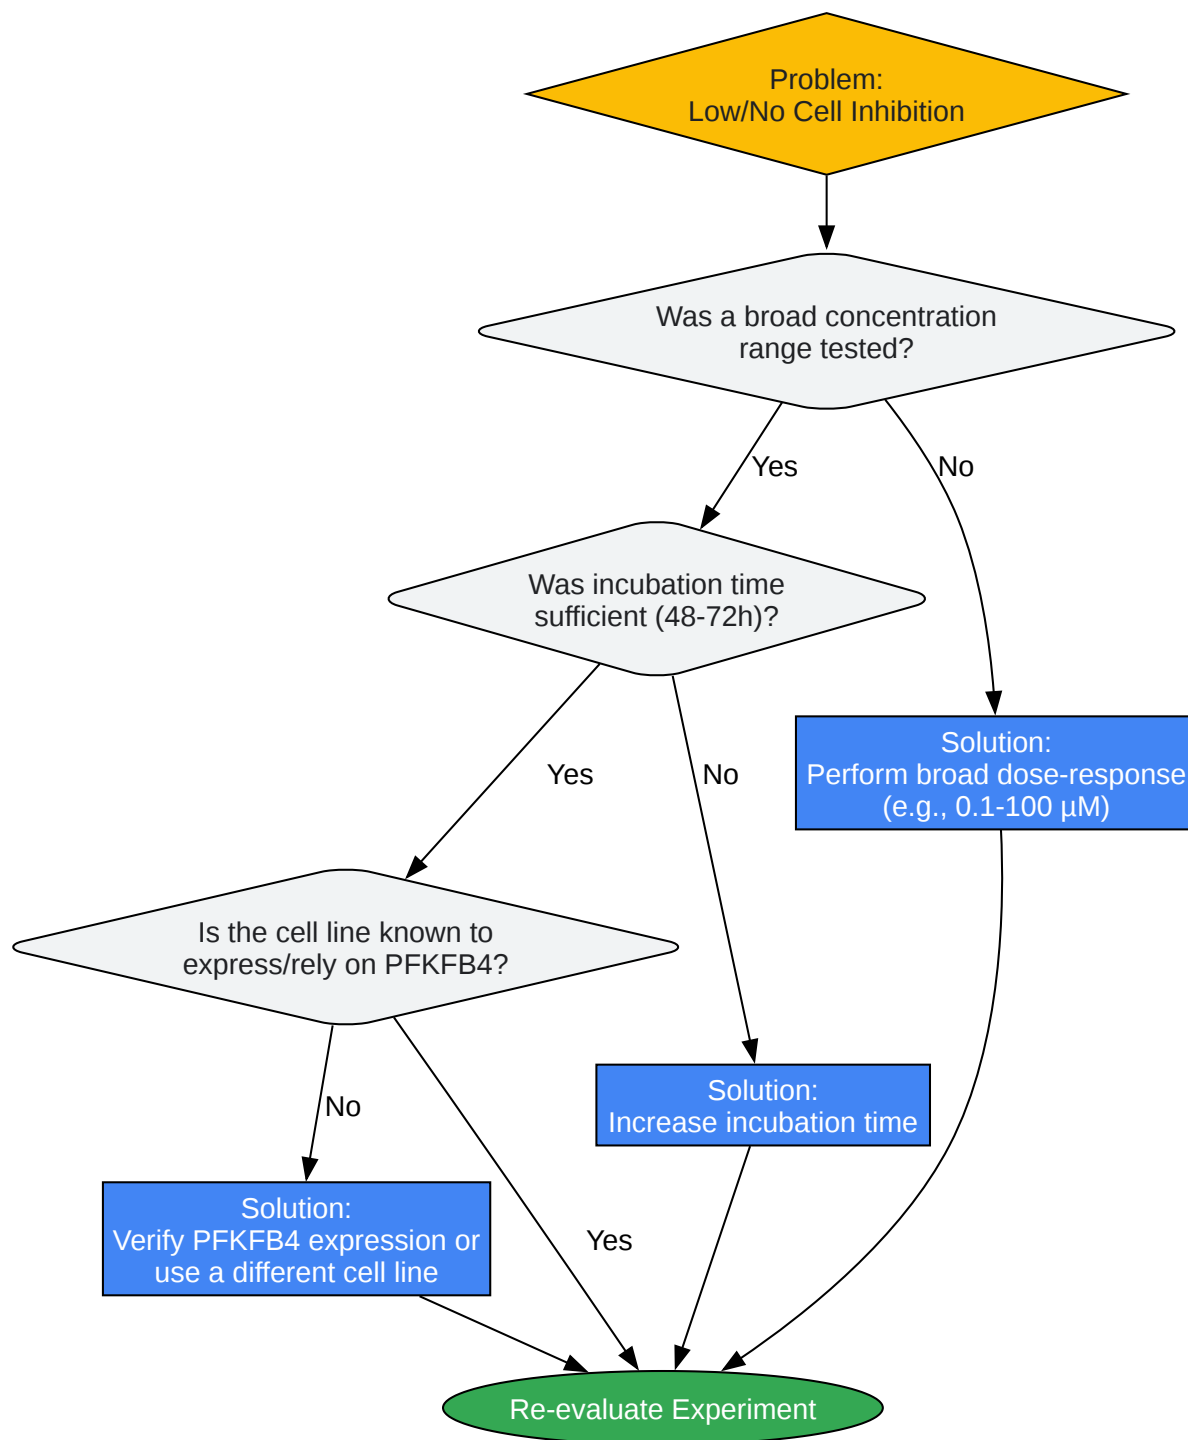 Problem:
Low/No Cell Inhibition
Was a broad concentration
range tested?
Yes
No
Was incubation time
sufficient (48-72h)?
Solution:
Perform broad dose-response
(e.g., 0.1-100 µM)
Yes
No
Is the cell line known to
express/rely on PFKFB4?
Solution:
Increase incubation time
No
Solution:
Verify PFKFB4 expression or
use a different cell line
Yes
Re-evaluate Experiment